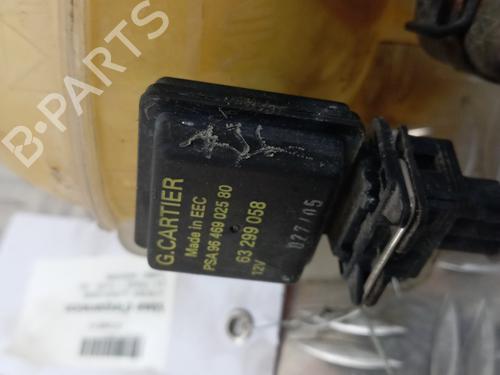 B-PARTS
G.CARTIER
Made in EEC
PSA 96 469 025 80
63 299 058
12V
027/05